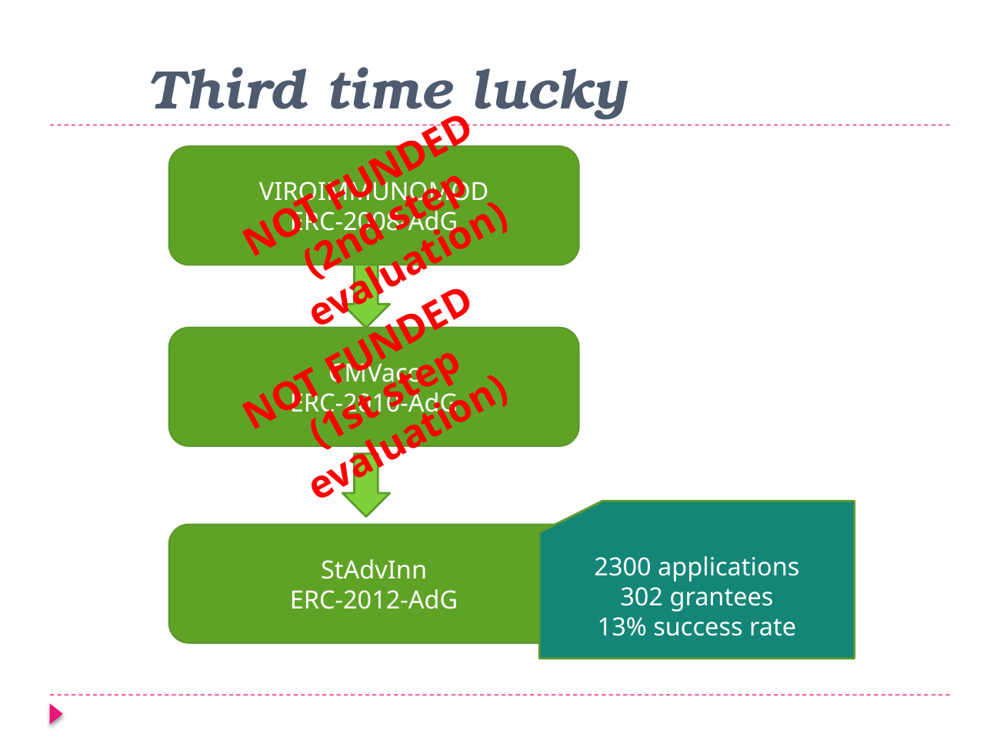 Third time lucky
VIROIMMUNOMOD
ERC-2008-AdG
NOT FUNDED
(2nd step
evaluation)
CMVacc
ERC-2010-AdG
NOT FUNDED
(1st step
evaluation)
StAdvInn
ERC-2012-AdG
2300 applications
302 grantees
13% success rate